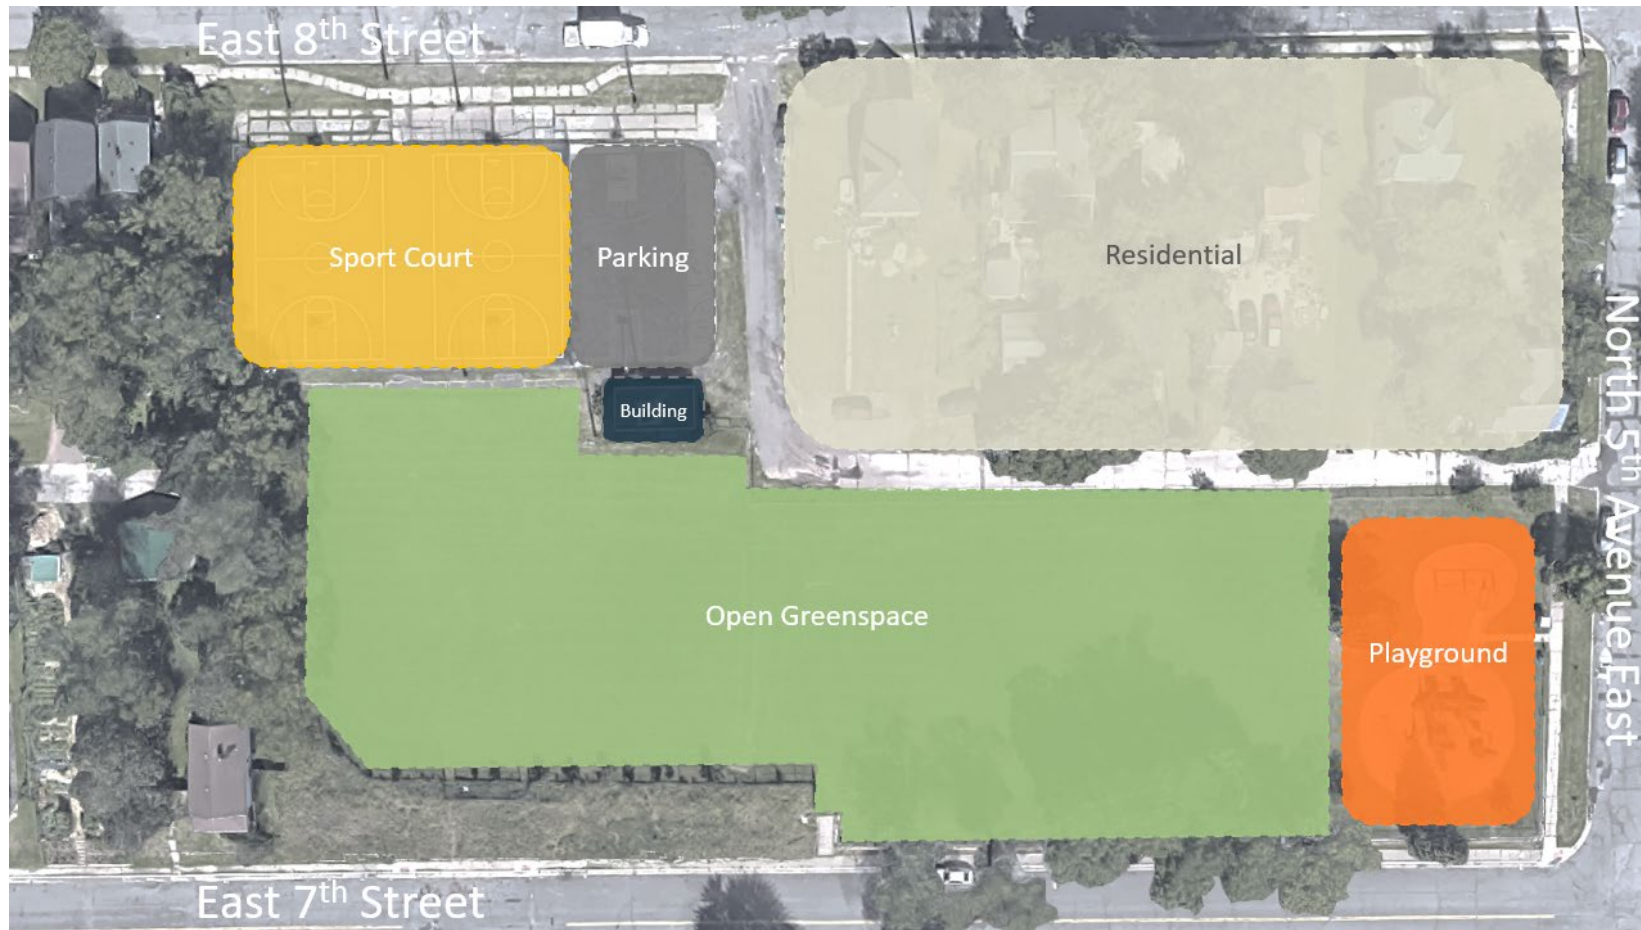 East 8th Street
Sport Court
Parking
Residential
Building
North 5th Avenue East
Open Greenspace
Playground
East 7th Street